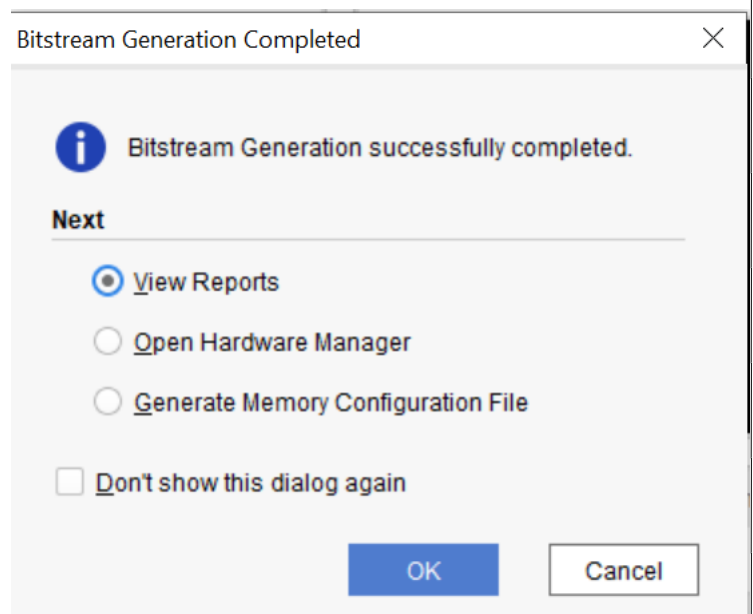 Bitstream Generation Completed
Bitstream Generation successfully completed.
Next
View Reports
Open Hardware Manager
Generate Memory Configuration File
Don't show this dialog again
OK Cancel